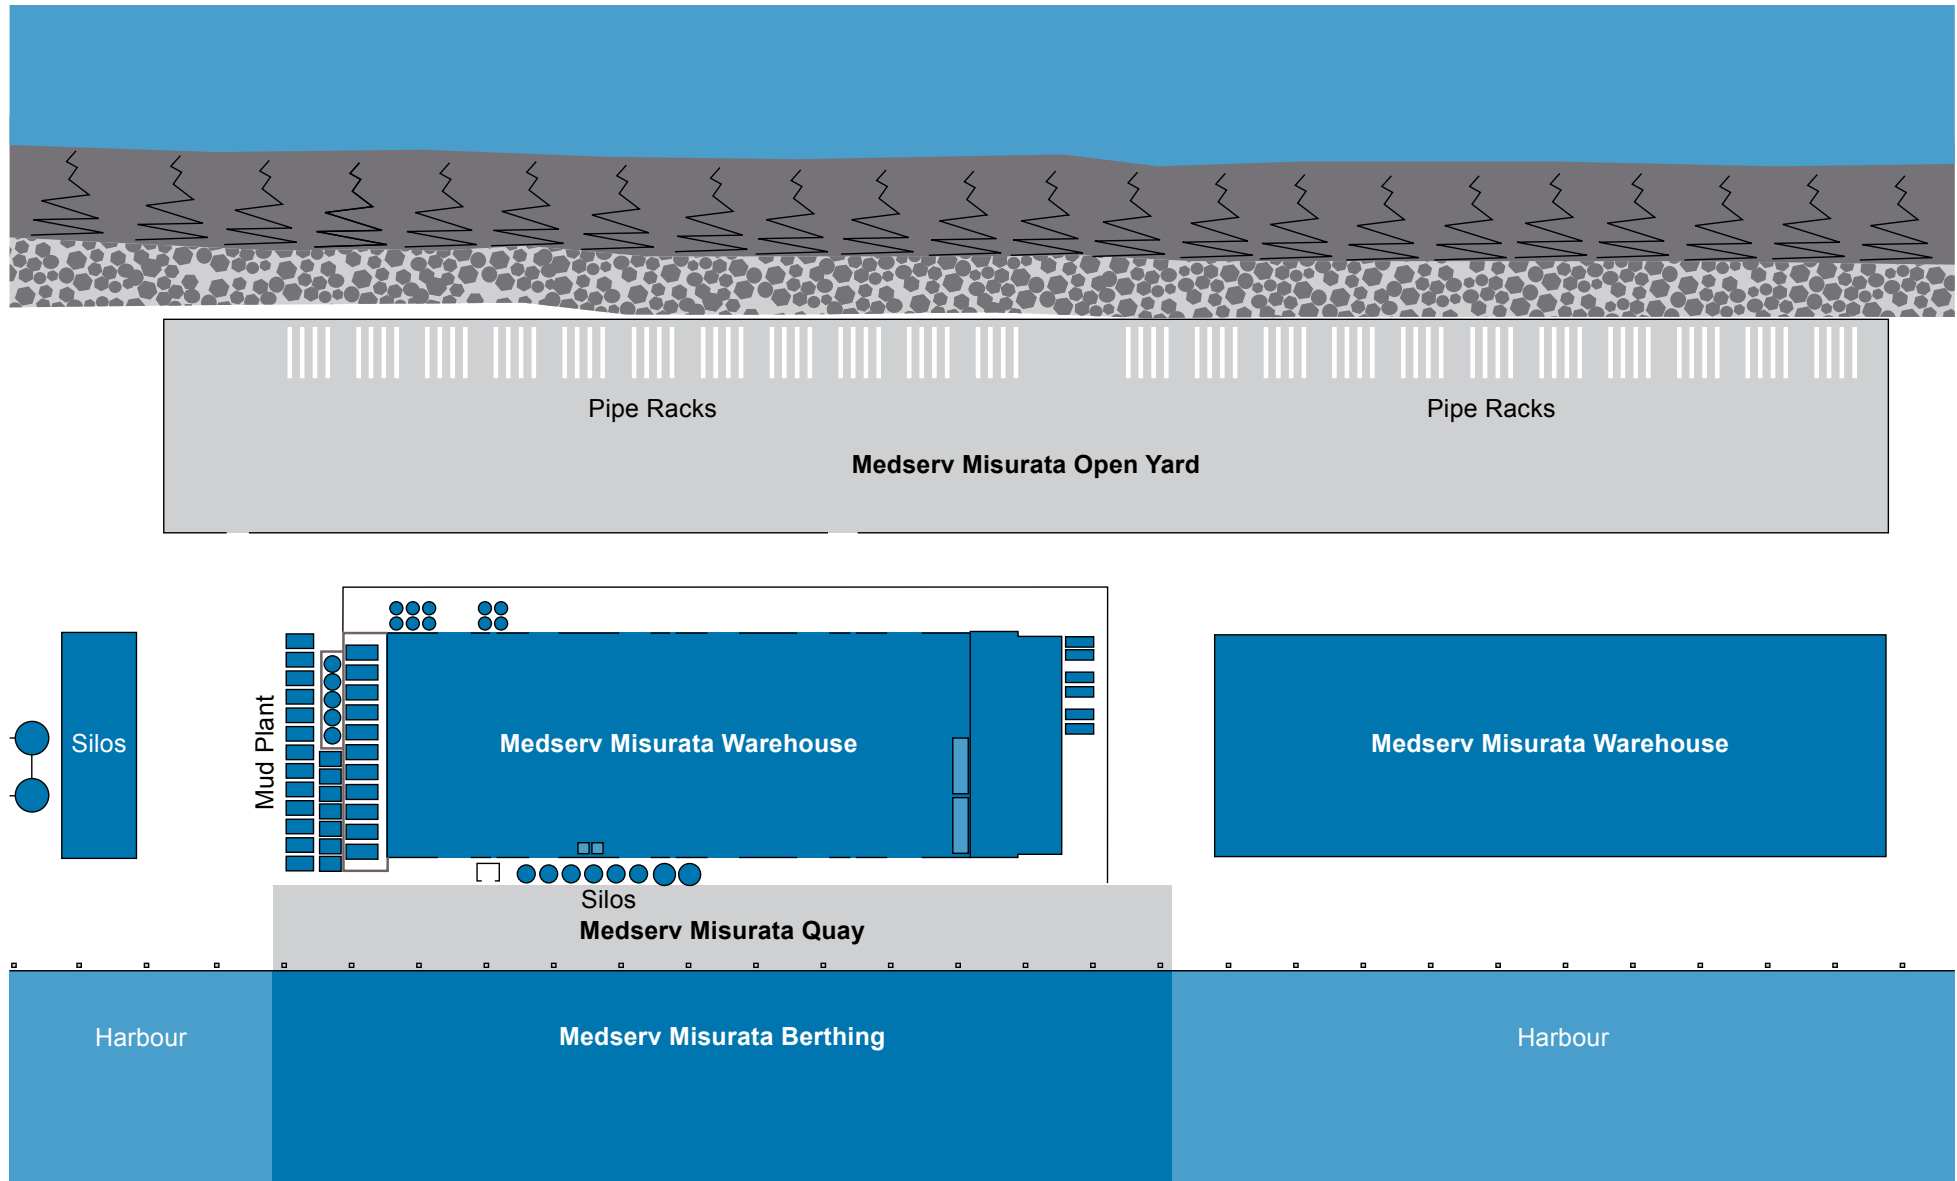 Pipe Racks
Pipe Racks
Medserv Misurata Open Yard
Silos
Mud Plant
Medserv Misurata Warehouse
Medserv Misurata Warehouse
Silos
Medserv Misurata Quay
Harbour
Medserv Misurata Berthing
Harbour